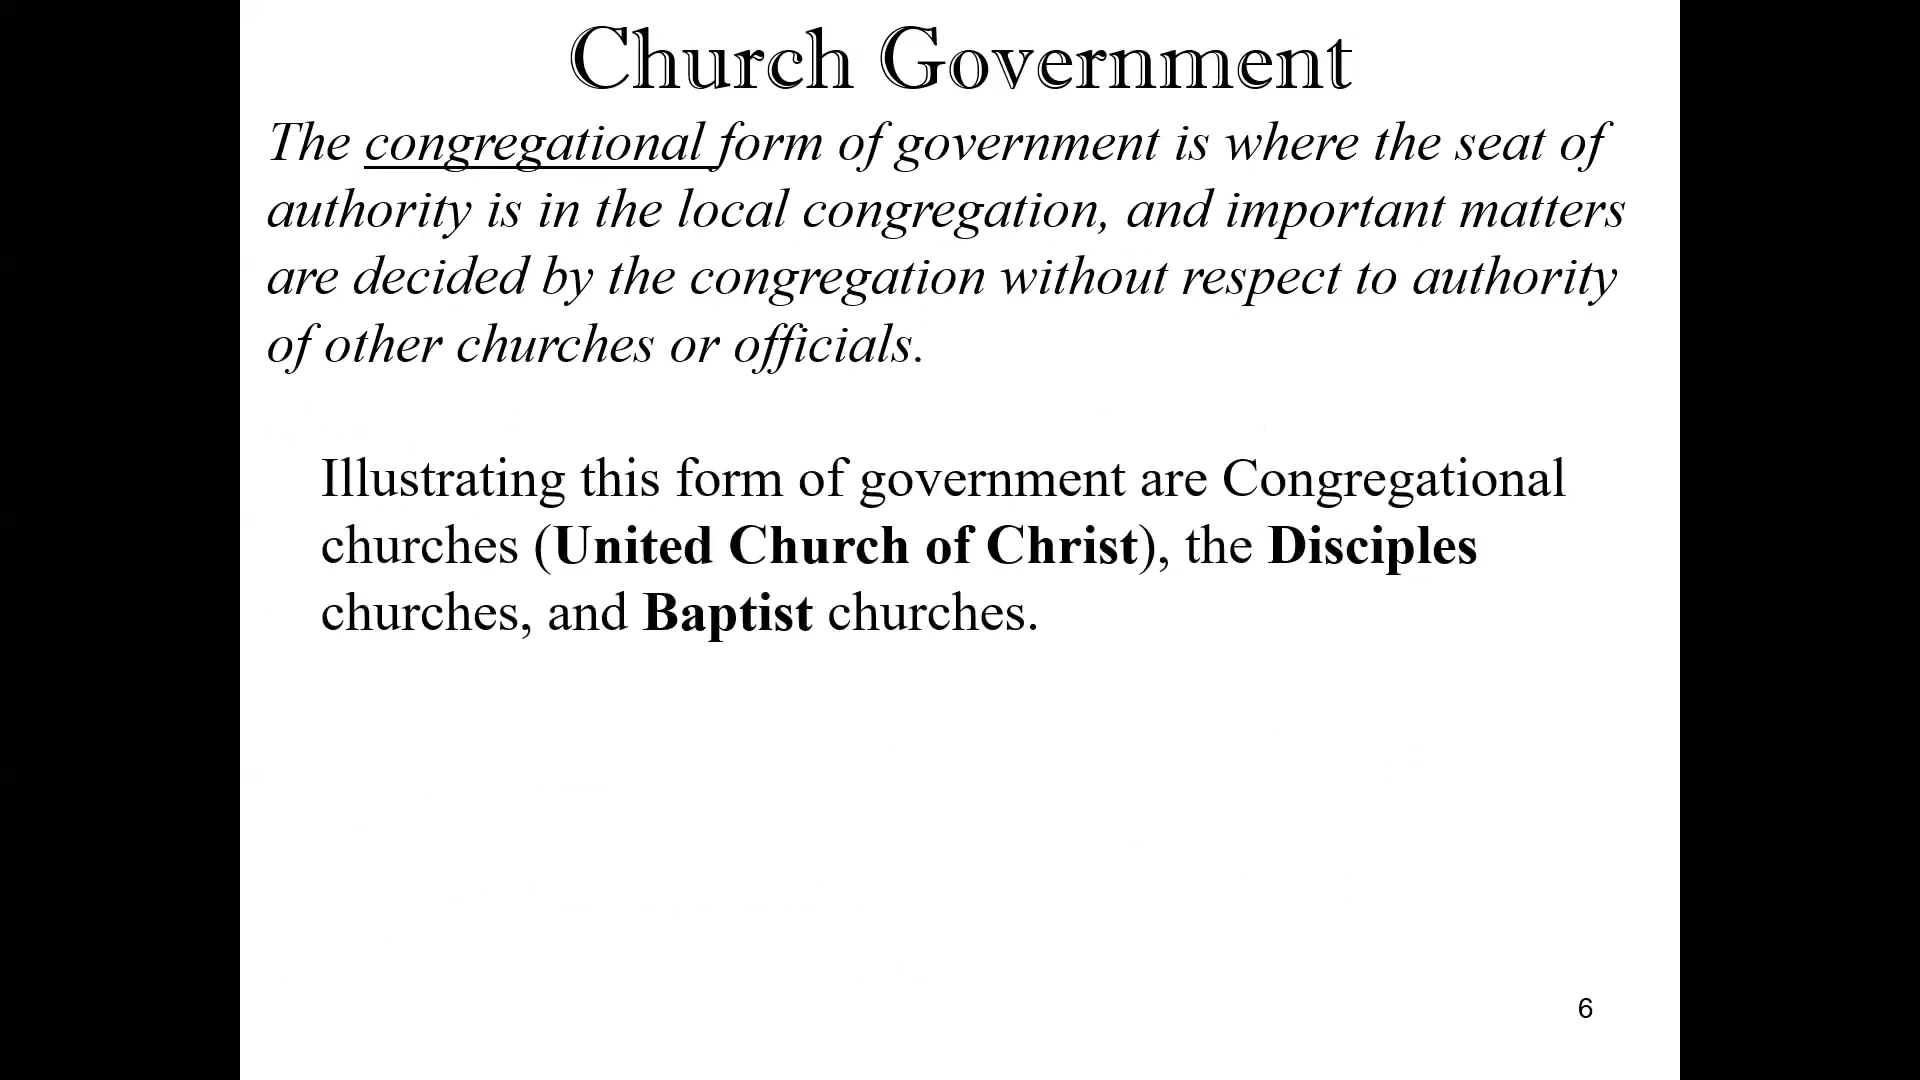 Church Government
The congregational form of government is where the seat of
authority is in the local congregation, and important matters
are decided by the congregation without respect to authority
of other churches or officials.
Illustrating this form of government are Congregational
churches (United Church of Christ), the Disciples
churches, and Baptist churches.
6